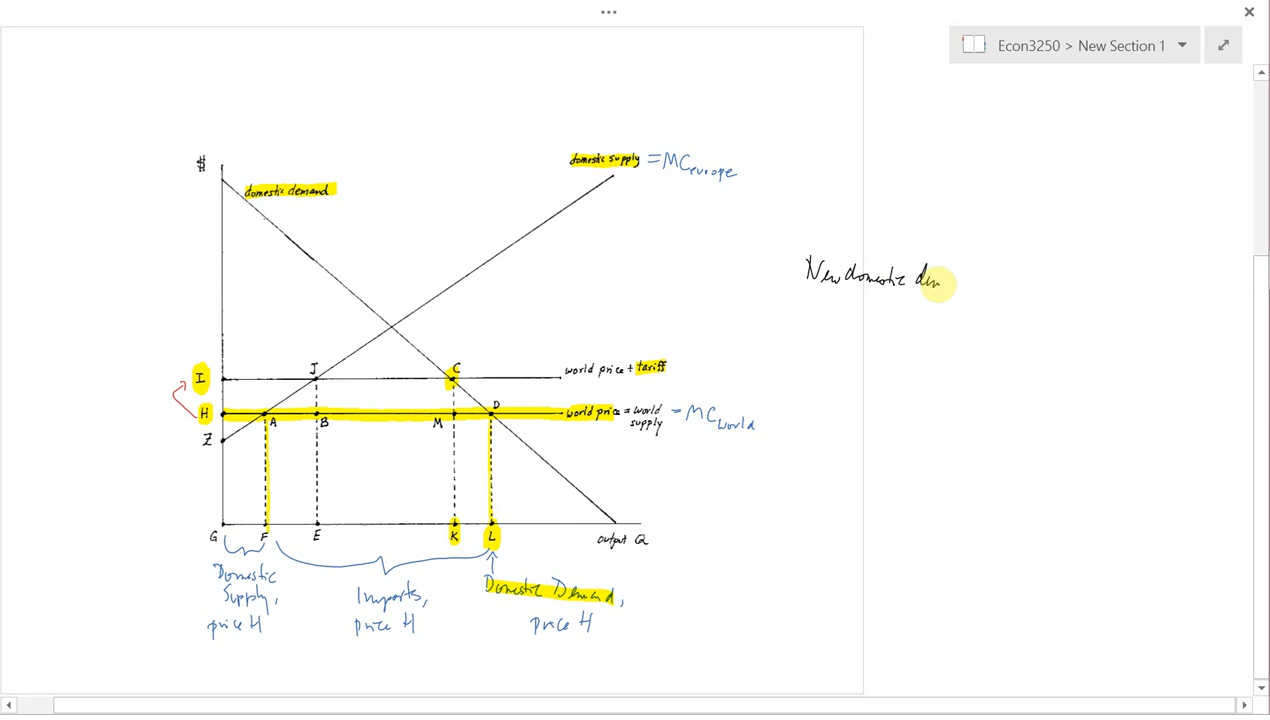 Econ3250 > New Section 1
$
domestic supply = MC europe
domestic demand
New domestic dem
J
C
world price + tariff
I
H
A
B
M
D
world price = world supply = MC world
Z
G
F
E
K
L
output Q
Domestic Supply, price H
Imports, price H
Domestic Demand, price H